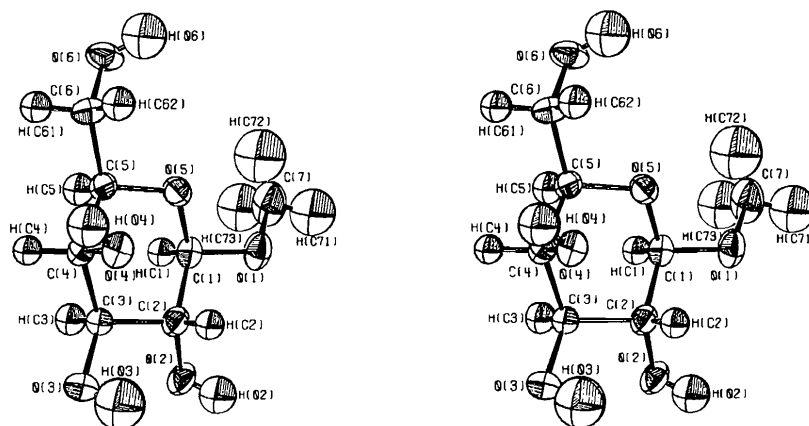 H(O6)
O(6)
C(6)
H(C62)
H(C61)
H(C72)
C(5)
O(5)
C(7)
H(C5)
H(O4)
H(C4)
H(C73)
H(C71)
C(4)
O(4)
H(C1)
C(1)
O(1)
C(3)
C(2)
H(C3)
H(C2)
O(2)
O(3)
H(O3)
H(O2)
H(O6)
O(6)
C(6)
H(C62)
H(C61)
H(C72)
C(5)
O(5)
C(7)
H(C5)
H(O4)
H(C4)
H(C73)
H(C71)
C(4)
O(4)
H(C1)
C(1)
O(1)
C(3)
C(2)
H(C3)
H(C2)
O(2)
O(3)
H(O3)
H(O2)